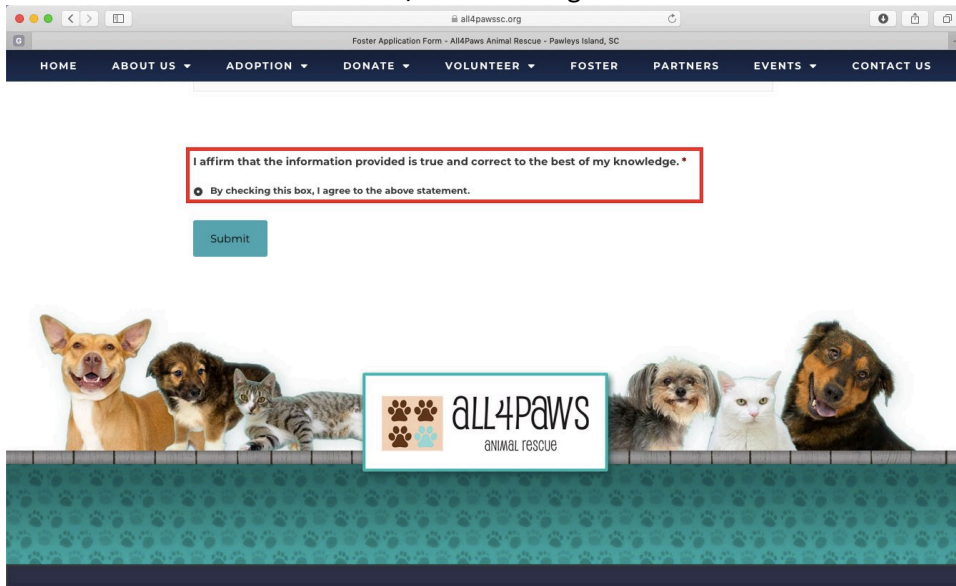 all4pawssc.org
G
Foster Application Form - All4Paws Animal Rescue - Pawleys Island, SC
HOME ABOUT US ADOPTION DONATE VOLUNTEER FOSTER PARTNERS EVENTS CONTACT US
I affirm that the information provided is true and correct to the best of my knowledge. *
By checking this box, I agree to the above statement.
Submit
all4Paws
animal rescue